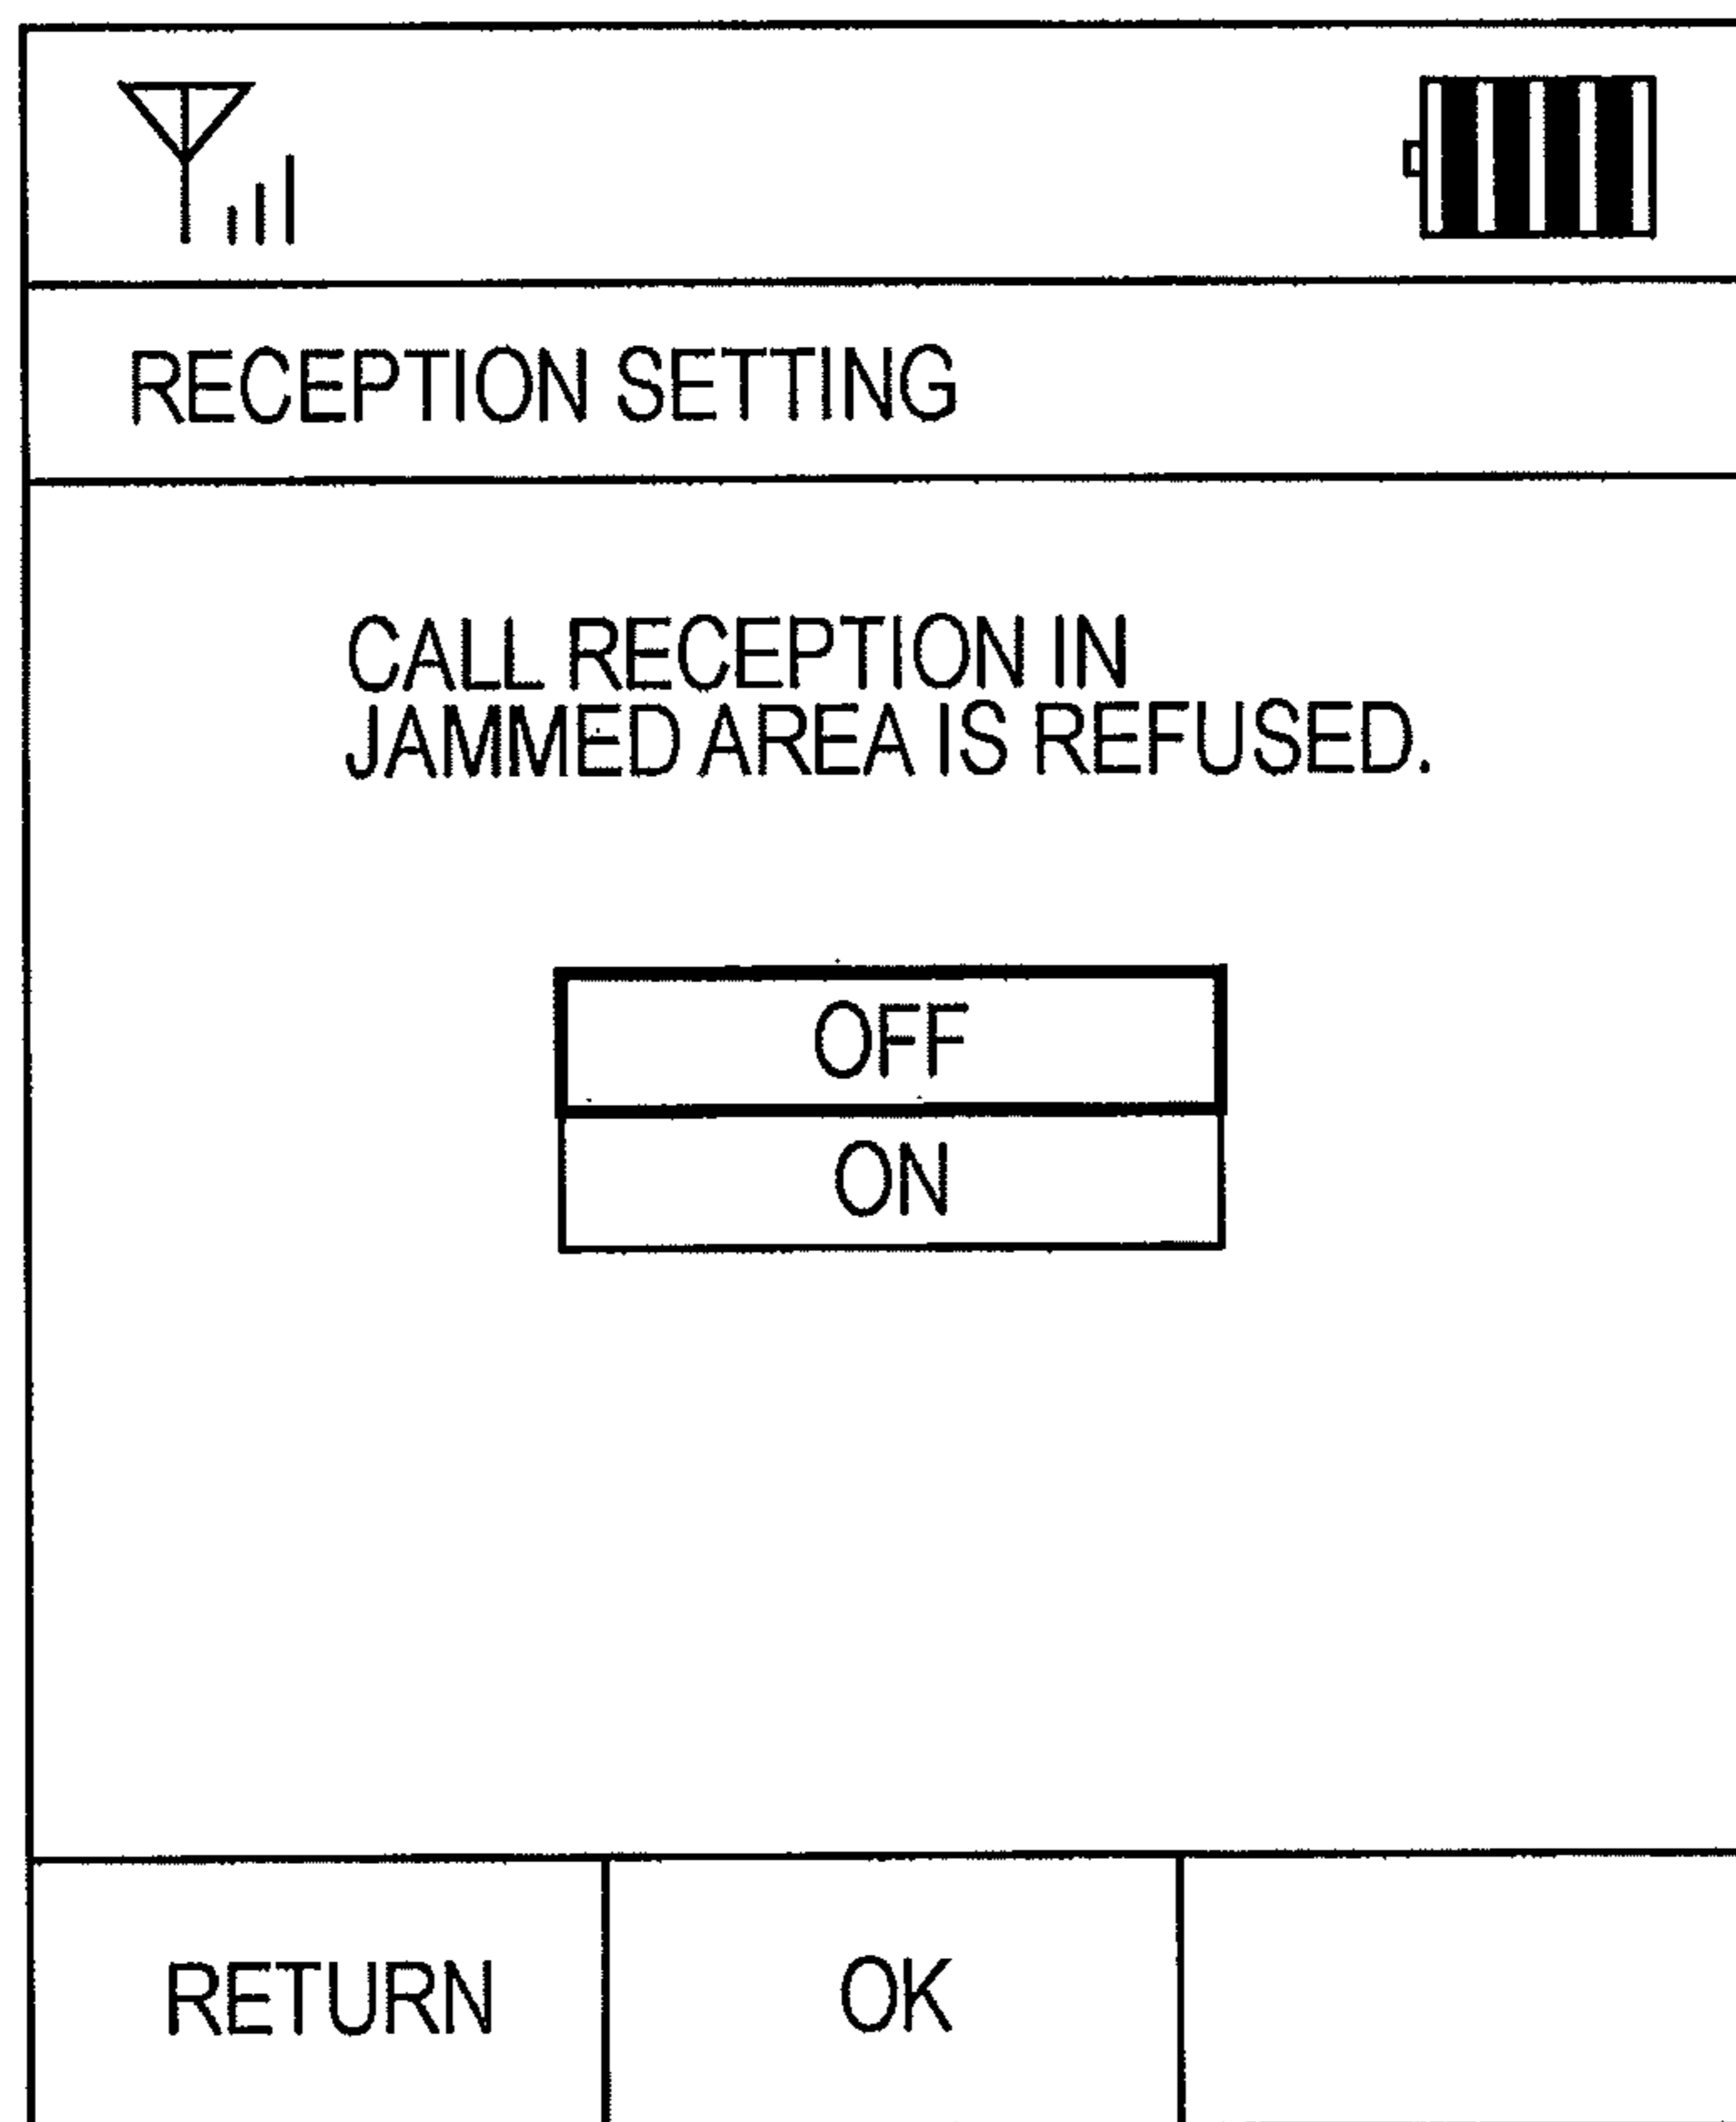 RECEPTION SETTING
CALL RECEPTION IN
JAMMED AREA IS REFUSED.
OFF
ON
RETURN
OK